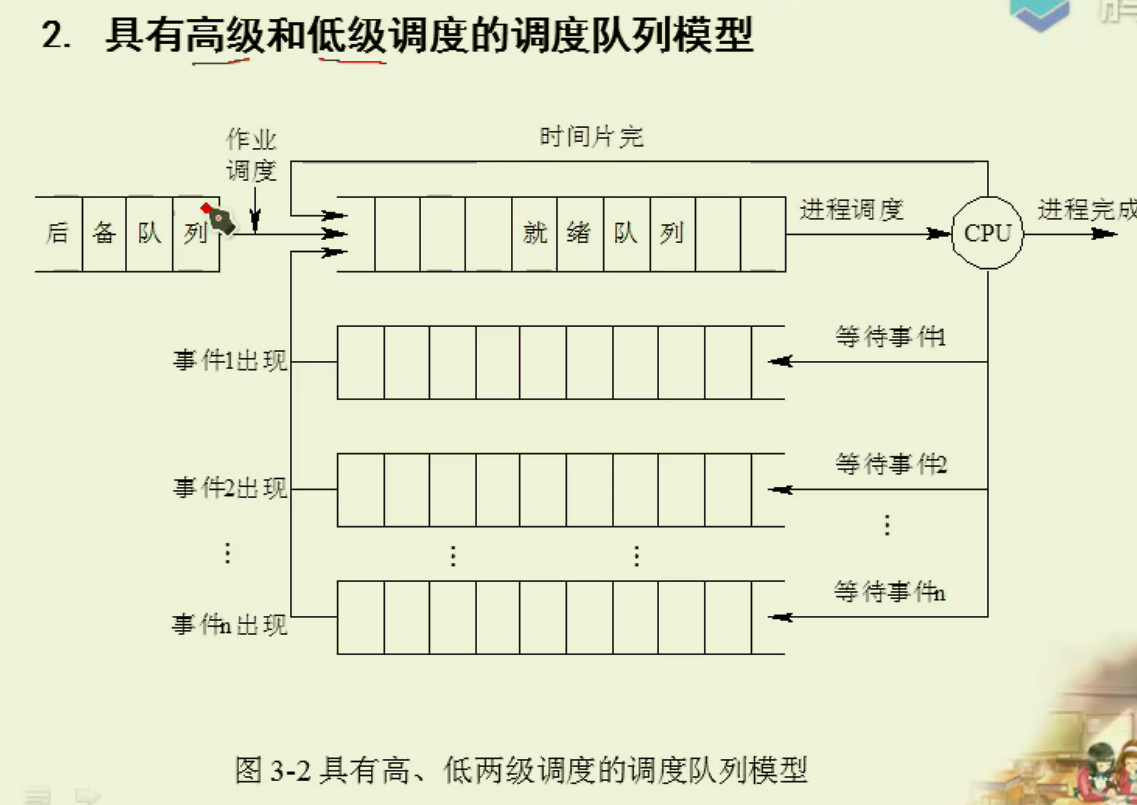 2. 具有高级和低级调度的调度队列模型
作业
调度
时间片完
后备队列
就绪队列
进程调度
CPU
进程完成
事件1出现
等待事件1
事件2出现
等待事件2
⋮
⋮
⋮
⋮
事件n出现
等待事件n
图 3-2 具有高、低两级调度的调度队列模型